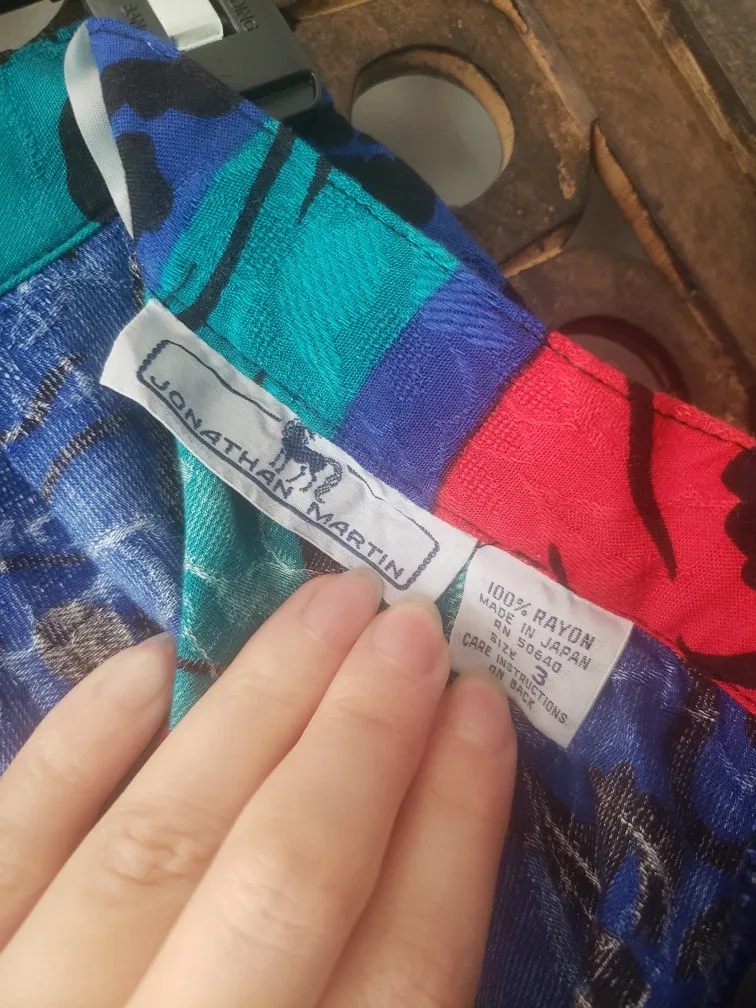 JONATHAN MARTIN
100% RAYON
MADE IN JAPAN
RN 50640
SIZE 3
CARE INSTRUCTIONS
ON BACK